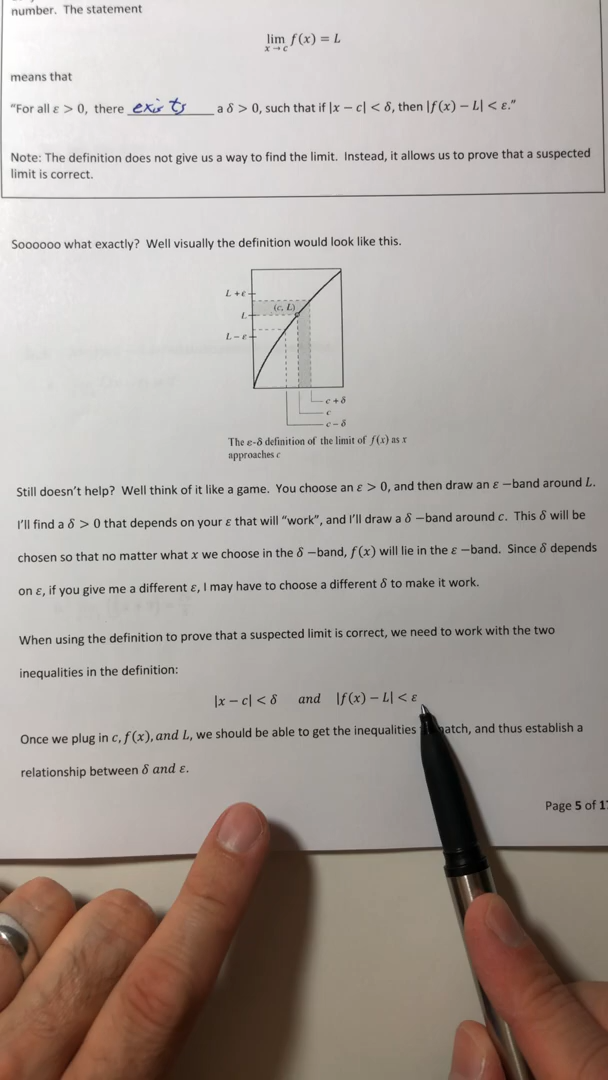 number. The statement
lim f(x) = L
x→c
means that
"For all ε > 0, there exists a δ > 0, such that if |x − c| < δ, then |f(x) − L| < ε."
Note: The definition does not give us a way to find the limit. Instead, it allows us to prove that a suspected
limit is correct.
Soooooo what exactly? Well visually the definition would look like this.
L + ε
(c, L)
L
L − ε
c + δ
c
c − δ
The ε-δ definition of the limit of f(x) as x
approaches c
Still doesn't help? Well think of it like a game. You choose an ε > 0, and then draw an ε −band around L.
I'll find a δ > 0 that depends on your ε that will "work", and I'll draw a δ −band around c. This δ will be
chosen so that no matter what x we choose in the δ −band, f(x) will lie in the ε −band. Since δ depends
on ε, if you give me a different ε, I may have to choose a different δ to make it work.
When using the definition to prove that a suspected limit is correct, we need to work with the two
inequalities in the definition:
|x − c| < δ and |f(x) − L| < ε
Once we plug in c, f(x), and L, we should be able to get the inequalities match, and thus establish a
relationship between δ and ε.
Page 5 of